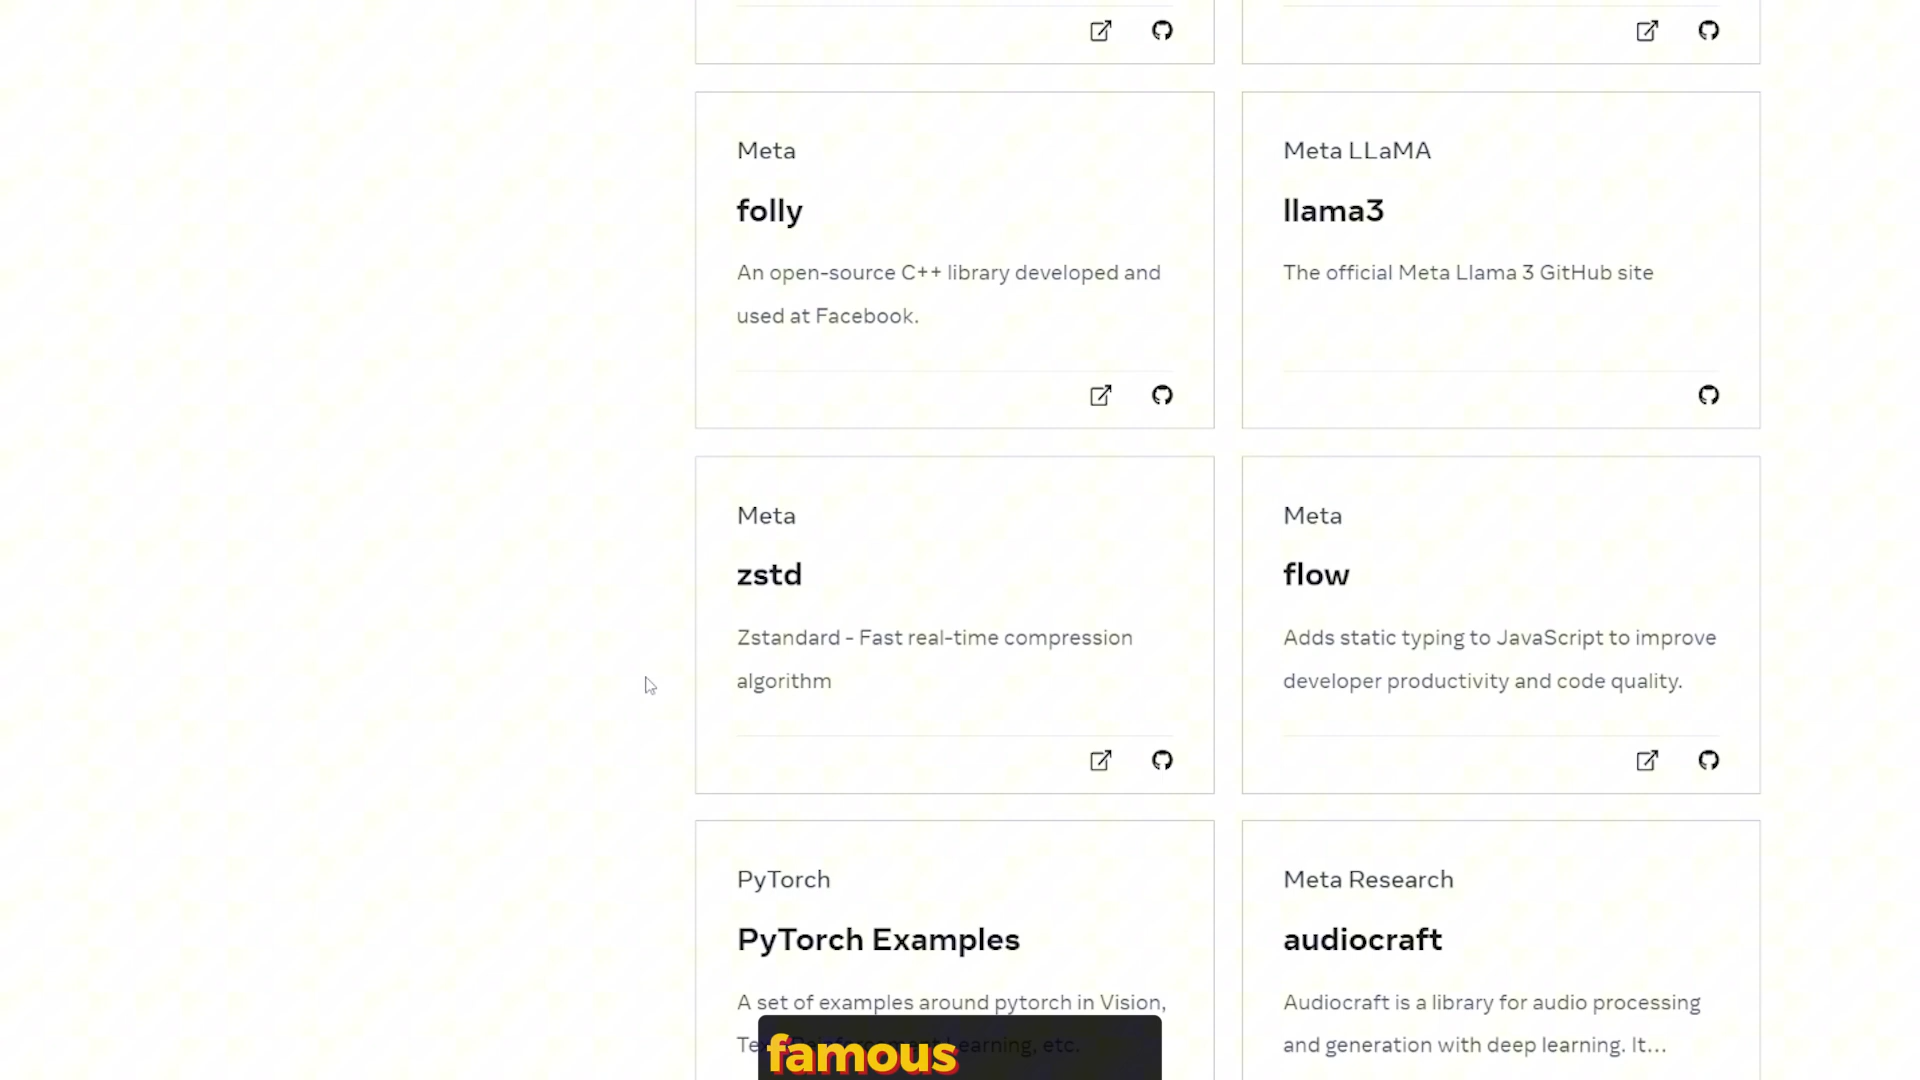 Meta
folly
An open-source C++ library developed and
used at Facebook.
Meta LLaMA
llama3
The official Meta Llama 3 GitHub site
Meta
zstd
Zstandard - Fast real-time compression
algorithm
Meta
flow
Adds static typing to JavaScript to improve
developer productivity and code quality.
PyTorch
PyTorch Examples
A set of examples around pytorch in Vision,
Text, Reinforcement Learning, etc.
Meta Research
audiocraft
Audiocraft is a library for audio processing
and generation with deep learning. It...
famous